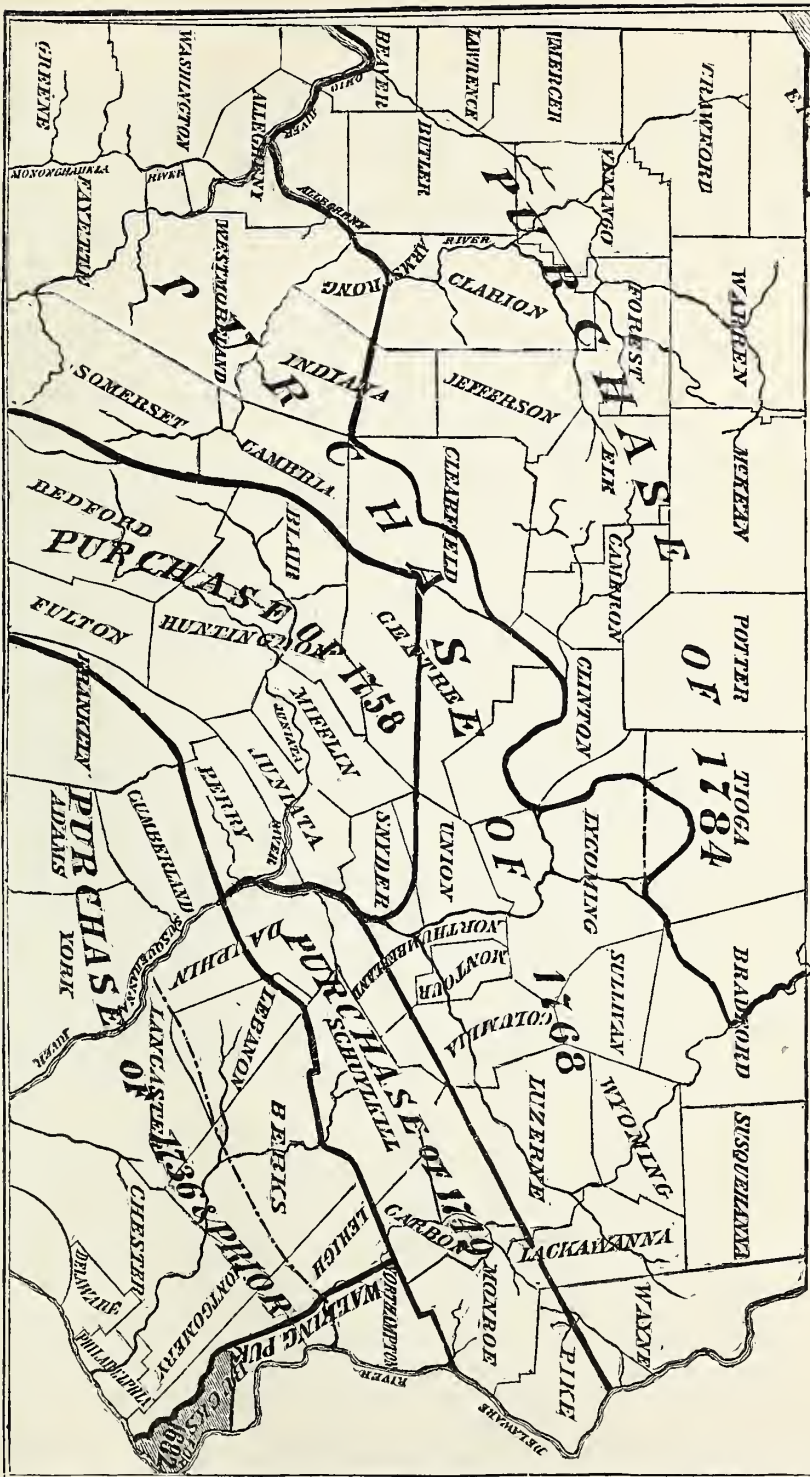 PURCHASE OF 1784
PURCHASE OF 1768
PURCHASE OF 1758
PURCHASE OF 1749
PURCHASE OF 1736 & PRIOR
WALKING PUR
1682
CRAWFORD
WARREN
McKEAN
POTTER
TIOGA
BRADFORD
SUSQUEHANNA
WAYNE
MERCER
VENANGO
FOREST
ELK
CAMERON
CLINTON
LYCOMING
SULLIVAN
WYOMING
LACKAWANNA
PIKE
LAWRENCE
BUTLER
CLARION
JEFFERSON
CLEARFIELD
CENTRE
UNION
MONTOUR
NORTHUMBERLAND
COLUMBIA
LUZERNE
MONROE
CARBON
BEAVER
ARMSTRONG
INDIANA
CAMBRIA
BLAIR
HUNTINGDON
MIFFLIN
JUNIATA
SNYDER
SCHUYLKILL
NORTHAMPTON
LEHIGH
ALLEGHENY
WESTMORELAND
WASHINGTON
GREENE
FAYETTE
SOMERSET
BEDFORD
FULTON
FRANKLIN
PERRY
CUMBERLAND
ADAMS
YORK
DAUPHIN
LEBANON
LANCASTER
BERKS
CHESTER
DELAWARE
MONTGOMERY
PHILADELPHIA
BUCKS
OHIO RIVER
ALLEGHENY RIVER
MONONGAHELA RIVER
JUNIATA RIVER
SUSQUEHANNA RIVER
DELAWARE RIVER